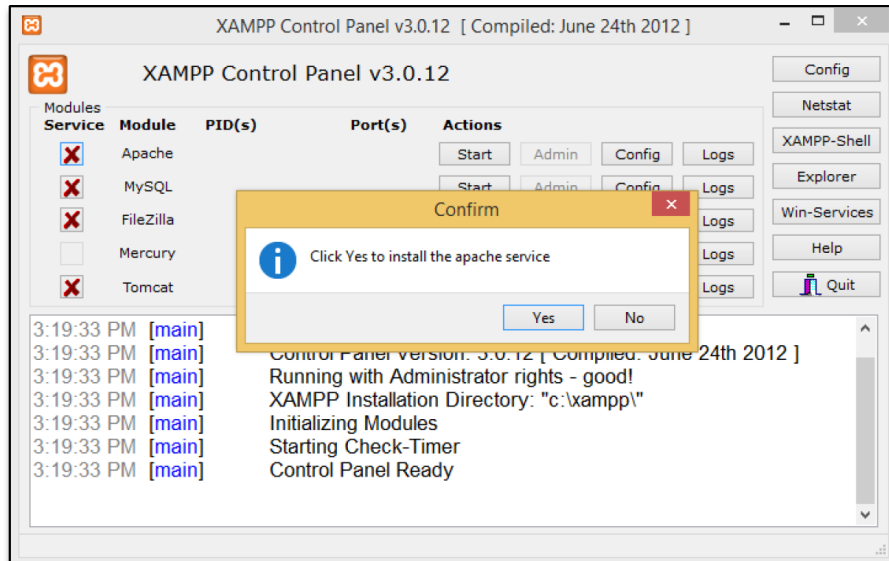 XAMPP Control Panel v3.0.12 [ Compiled: June 24th 2012 ]
XAMPP Control Panel v3.0.12
Config
Modules
Netstat
Service Module PID(s) Port(s) Actions
Apache Start Admin Config Logs
XAMPP-Shell
MySQL Start Admin Config Logs
Explorer
Confirm
FileZilla Logs
Win-Services
Click Yes to install the apache service
Mercury Logs
Help
Tomcat Logs
Quit
Yes No
3:19:33 PM [main]
3:19:33 PM [main] Control Panel Version: 3.0.12 [ Compiled: June 24th 2012 ]
3:19:33 PM [main] Running with Administrator rights - good!
3:19:33 PM [main] XAMPP Installation Directory: "c:\xampp\"
3:19:33 PM [main] Initializing Modules
3:19:33 PM [main] Starting Check-Timer
3:19:33 PM [main] Control Panel Ready